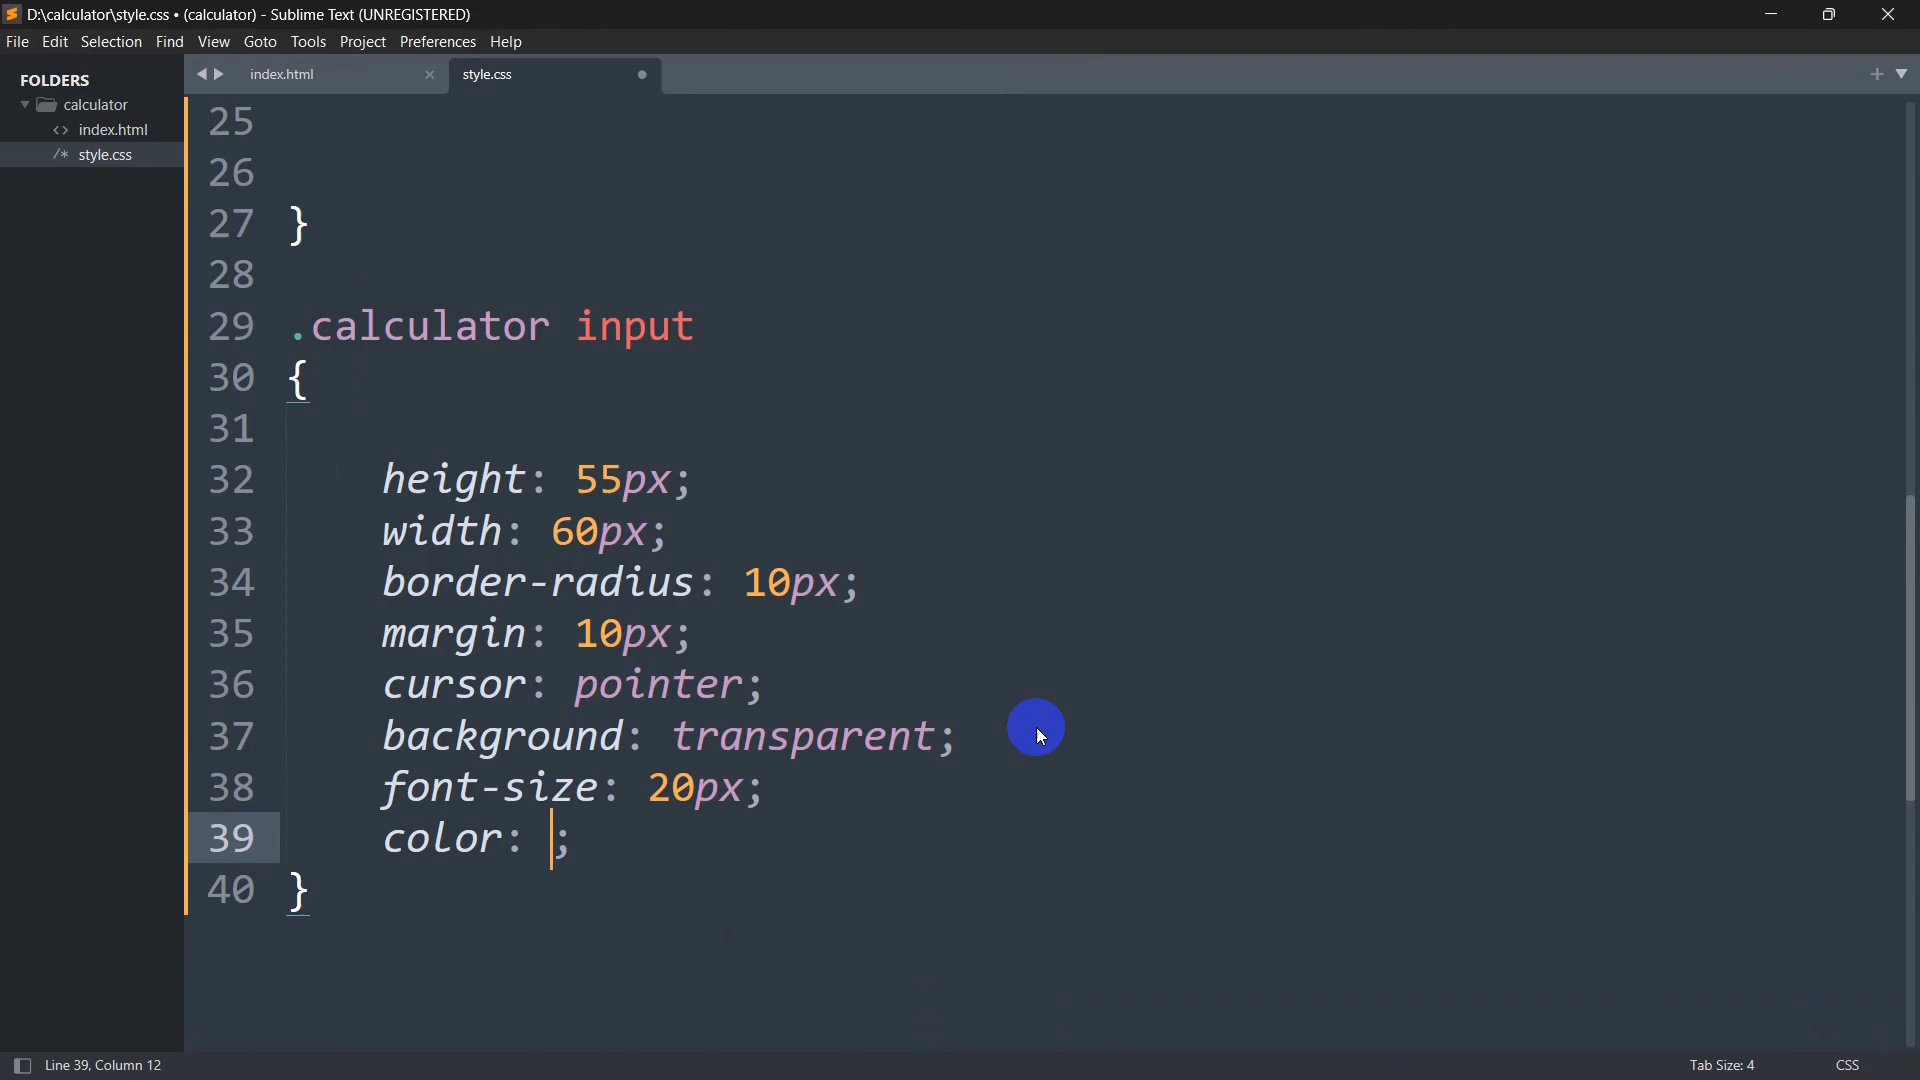 D:\calculator\style.css • (calculator) - Sublime Text (UNREGISTERED)
File Edit Selection Find View Goto Tools Project Preferences Help
FOLDERS
calculator
<> index.html
/* style.css
index.html
style.css
25
26
27 }
28
29 .calculator input
30 {
31
32 height: 55px;
33 width: 60px;
34 border-radius: 10px;
35 margin: 10px;
36 cursor: pointer;
37 background: transparent;
38 font-size: 20px;
39 color: ;
40 }
Line 39, Column 12
Tab Size: 4
CSS